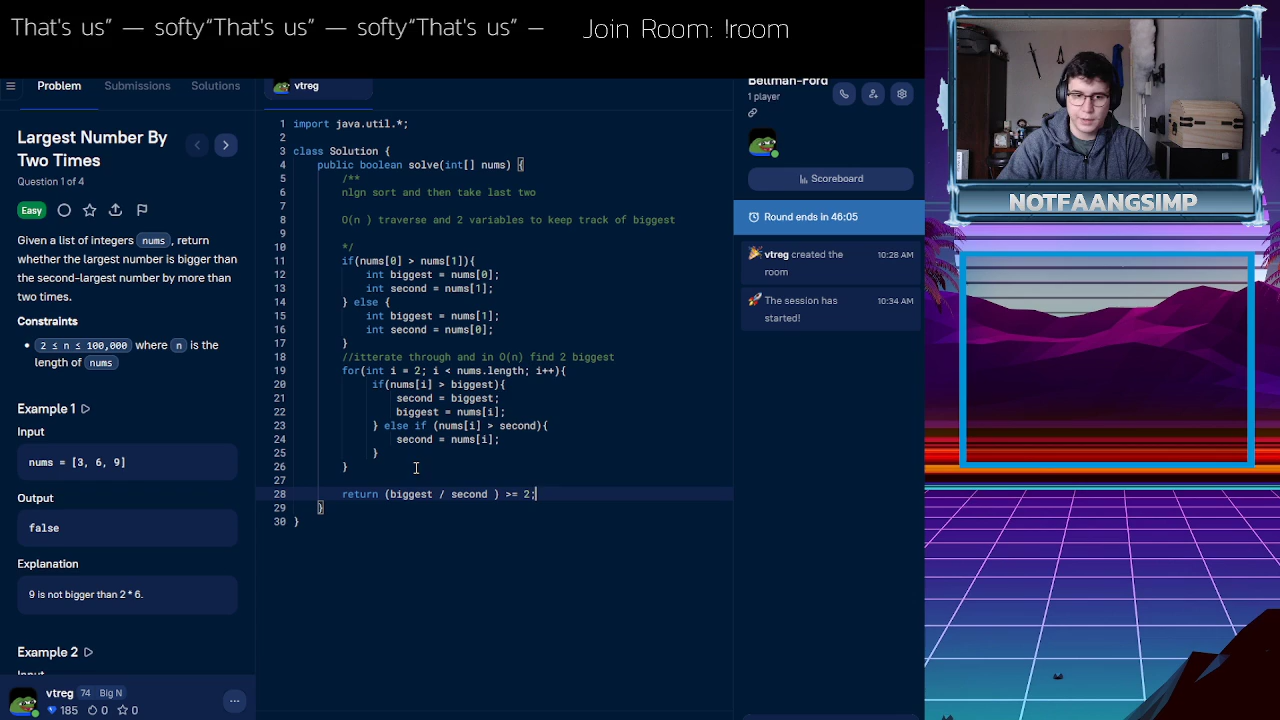 That's us” — softy“That's us” — softy“That's us” —
Join Room: !room
Problem
Submissions
Solutions
Largest Number By
Two Times
Question 1 of 4
Easy
Given a list of integers nums, return
whether the largest number is bigger than
the second-largest number by more than
two times.
Constraints
• 2 ≤ n ≤ 100,000 where n is the
length of nums
Example 1
Input
nums = [3, 6, 9]
Output
false
Explanation
9 is not bigger than 2 * 6.
Example 2
vtreg 74 Big N
185 0 0
vtreg
1 import java.util.*;
2
3 class Solution {
4 public boolean solve(int[] nums) {
5 /**
6 nlgn sort and then take last two
7
8 O(n ) traverse and 2 variables to keep track of biggest
9
10 */
11 if(nums[0] > nums[1]){
12 int biggest = nums[0];
13 int second = nums[1];
14 } else {
15 int biggest = nums[1];
16 int second = nums[0];
17 }
18 //itterate through and in O(n) find 2 biggest
19 for(int i = 2; i < nums.length; i++){
20 if(nums[i] > biggest){
21 second = biggest;
22 biggest = nums[i];
23 } else if (nums[i] > second){
24 second = nums[i];
25 }
26 }
27
28 return (biggest / second ) >= 2;
29 }
30 }
Bellman-Ford
1 player
Scoreboard
Round ends in 46:05
vtreg created the
room
10:28 AM
The session has
started!
10:34 AM
NOTFAANGSIMP